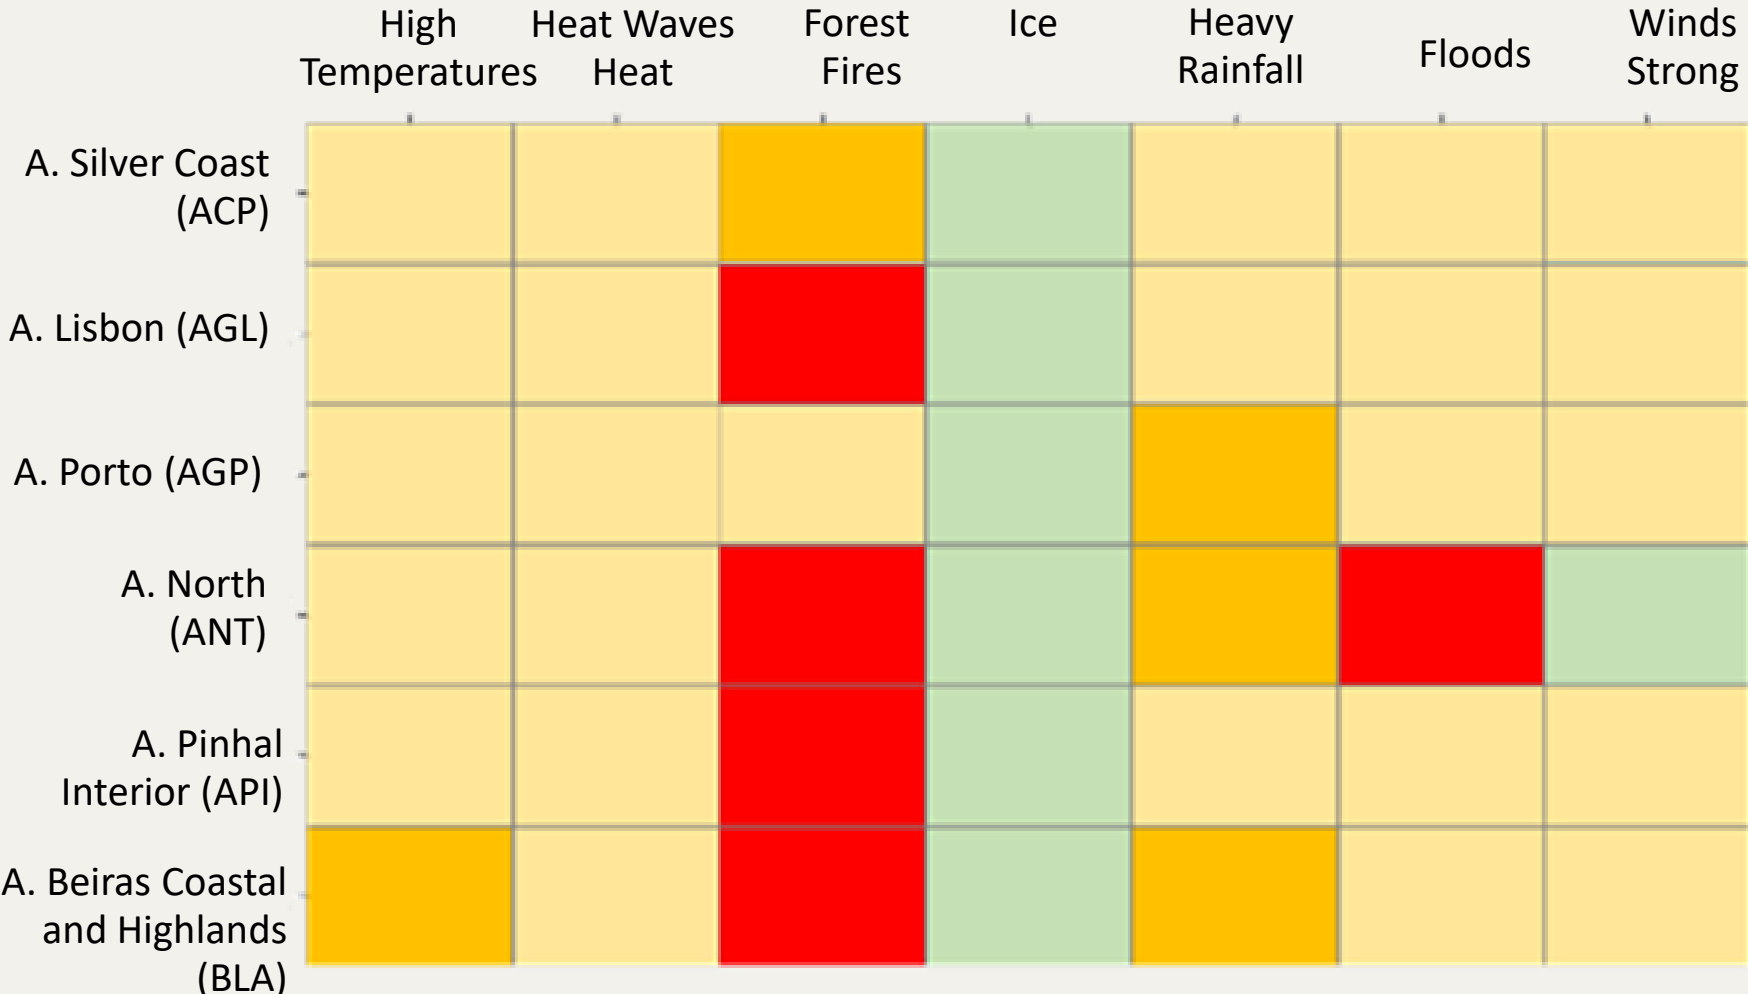 High
Temperatures
Heat Waves
Heat
Forest
Fires
Ice
Heavy
Rainfall
Floods
Winds
Strong
A. Silver Coast
(ACP)
A. Lisbon (AGL)
A. Porto (AGP)
A. North
(ANT)
A. Pinhal
Interior (API)
A. Beiras Coastal
and Highlands
(BLA)